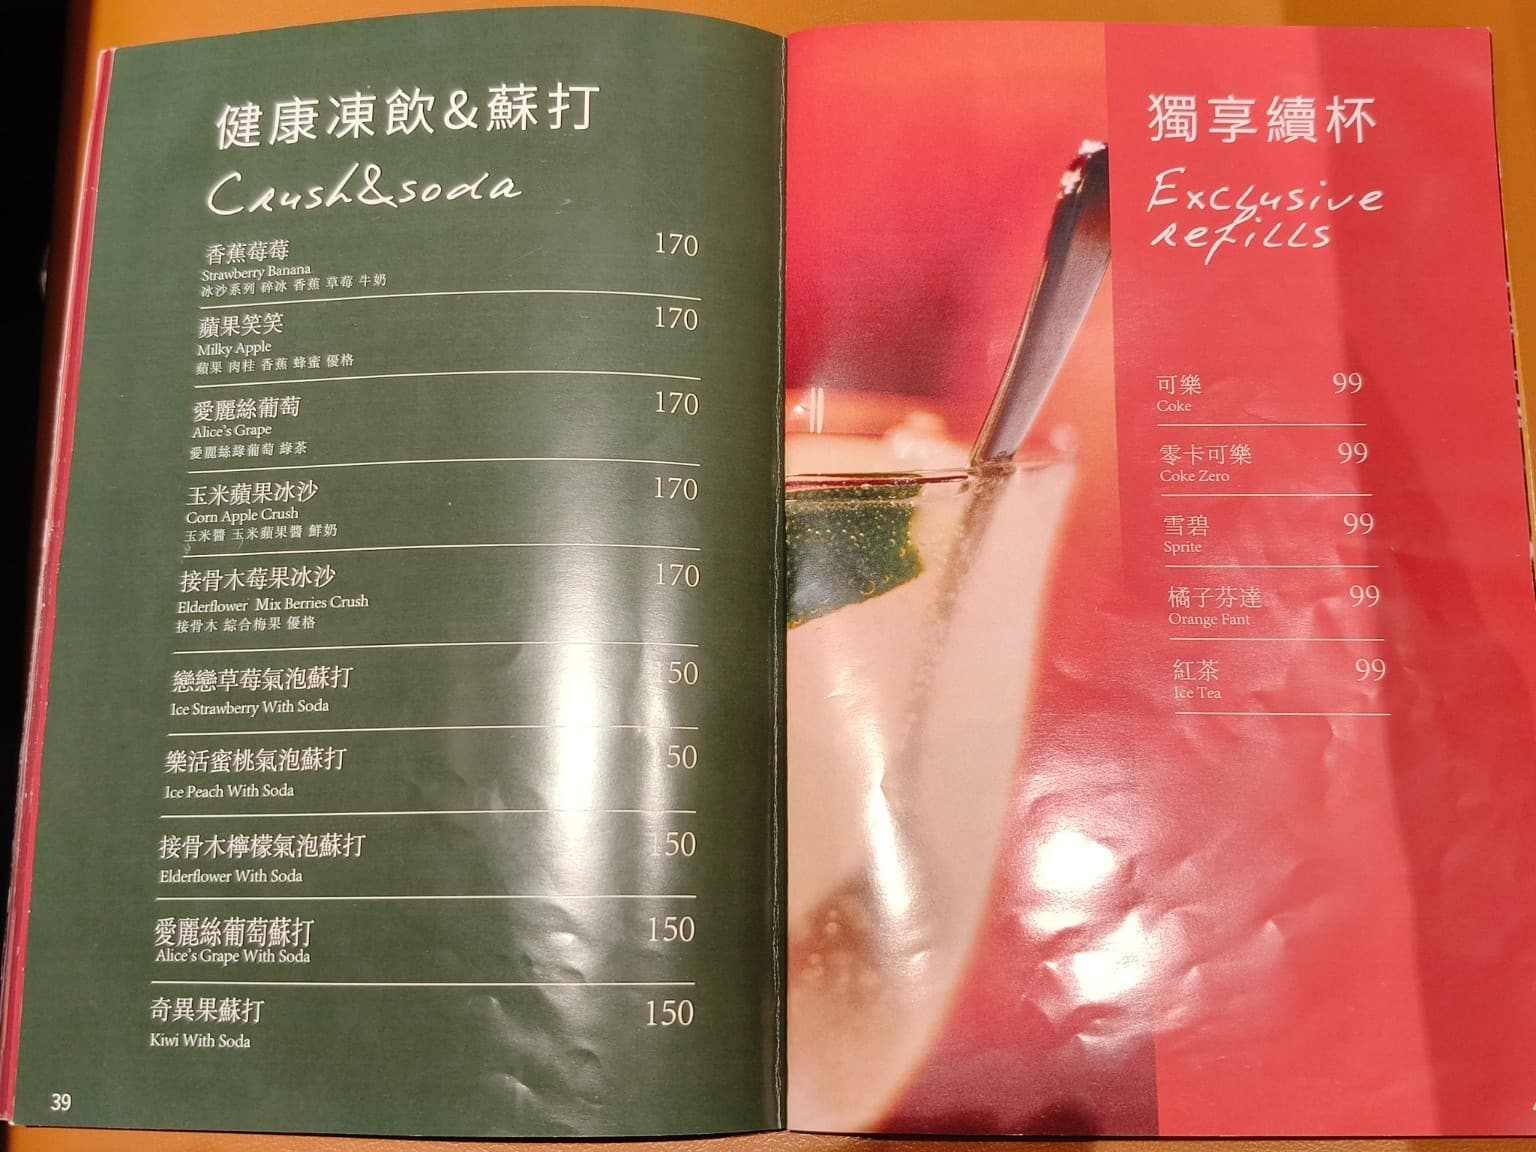 健康凍飲&蘇打
Crush&soda
香蕉莓莓 170
Strawberry Banana
冰沙系列 碎冰 香蕉 草莓 牛奶
蘋果笑笑 170
Milky Apple
蘋果 肉桂 香蕉 蜂蜜 優格
愛麗絲葡萄 170
Alice's Grape
愛麗絲綠葡萄 綠茶
玉米蘋果冰沙 170
Corn Apple Crush
玉米醬 玉米蘋果醬 鮮奶
接骨木莓果冰沙 170
Elderflower Mix Berries Crush
接骨木 綜合梅果 優格
戀戀草莓氣泡蘇打 150
Ice Strawberry With Soda
樂活蜜桃氣泡蘇打 150
Ice Peach With Soda
接骨木檸檬氣泡蘇打 150
Elderflower With Soda
愛麗絲葡萄蘇打 150
Alice's Grape With Soda
奇異果蘇打 150
Kiwi With Soda
39
獨享續杯
Exclusive
refills
可樂 99
Coke
零卡可樂 99
Coke Zero
雪碧 99
Sprite
橘子芬達 99
Orange Fant
紅茶 99
Ice Tea